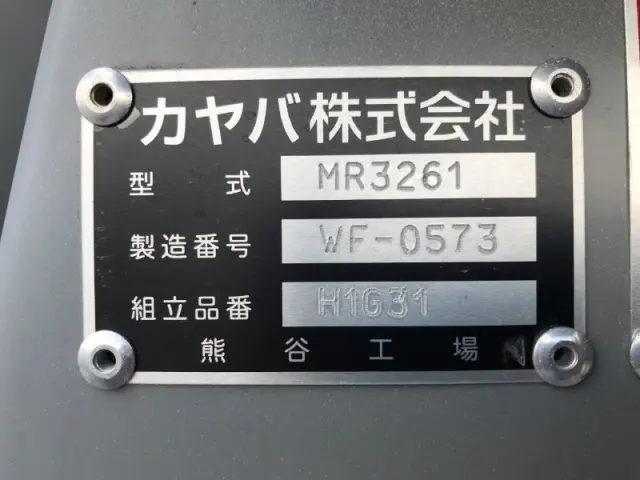 カヤバ株式会社
型式 MR3261
製造番号 WF-0573
組立品番 H1G31
熊谷工場